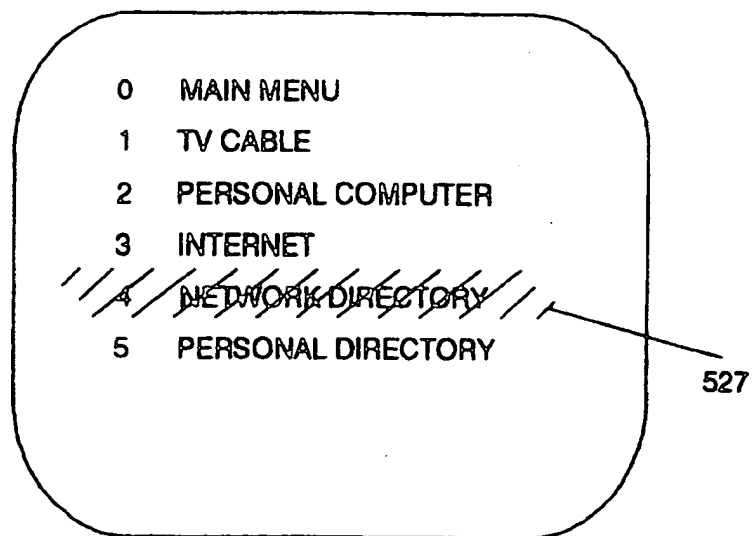 0 MAIN MENU
1 TV CABLE
2 PERSONAL COMPUTER
3 INTERNET
4 NETWORK DIRECTORY
5 PERSONAL DIRECTORY
527